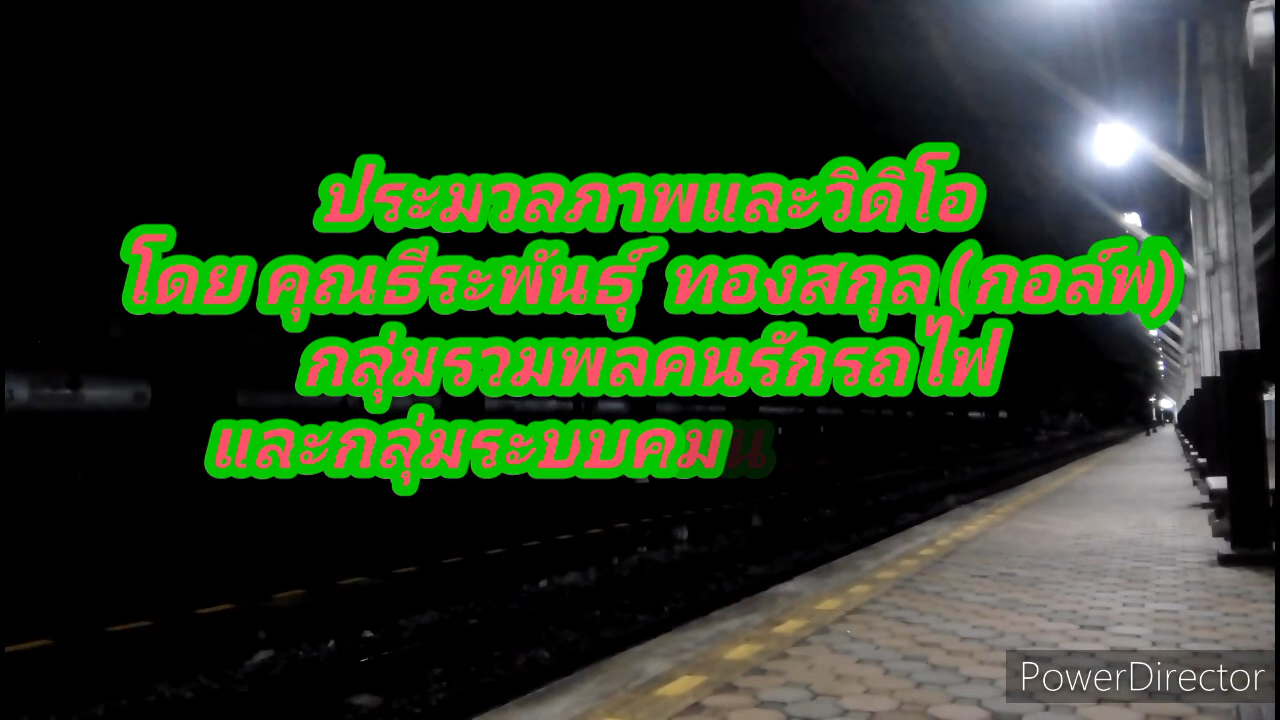 ประมวลภาพและวิดิโอ
โดย คุณธีระพันธุ์ ทองสกุล (กอล์ฟ)
กลุ่มรวมพลคนรักรถไฟ
และกลุ่มระบบคมน
PowerDirector